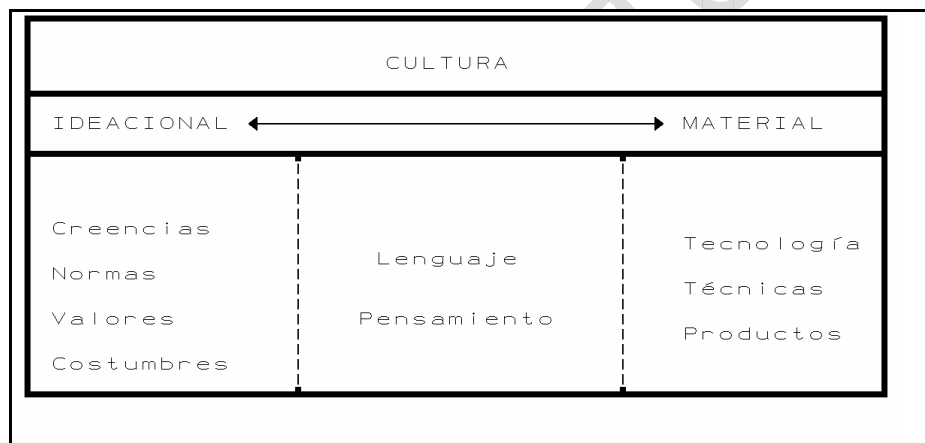 CULTURA
IDEACIONAL MATERIAL
Creencias
Normas
Valores
Costumbres
Lenguaje
Pensamiento
Tecnología
Técnicas
Productos